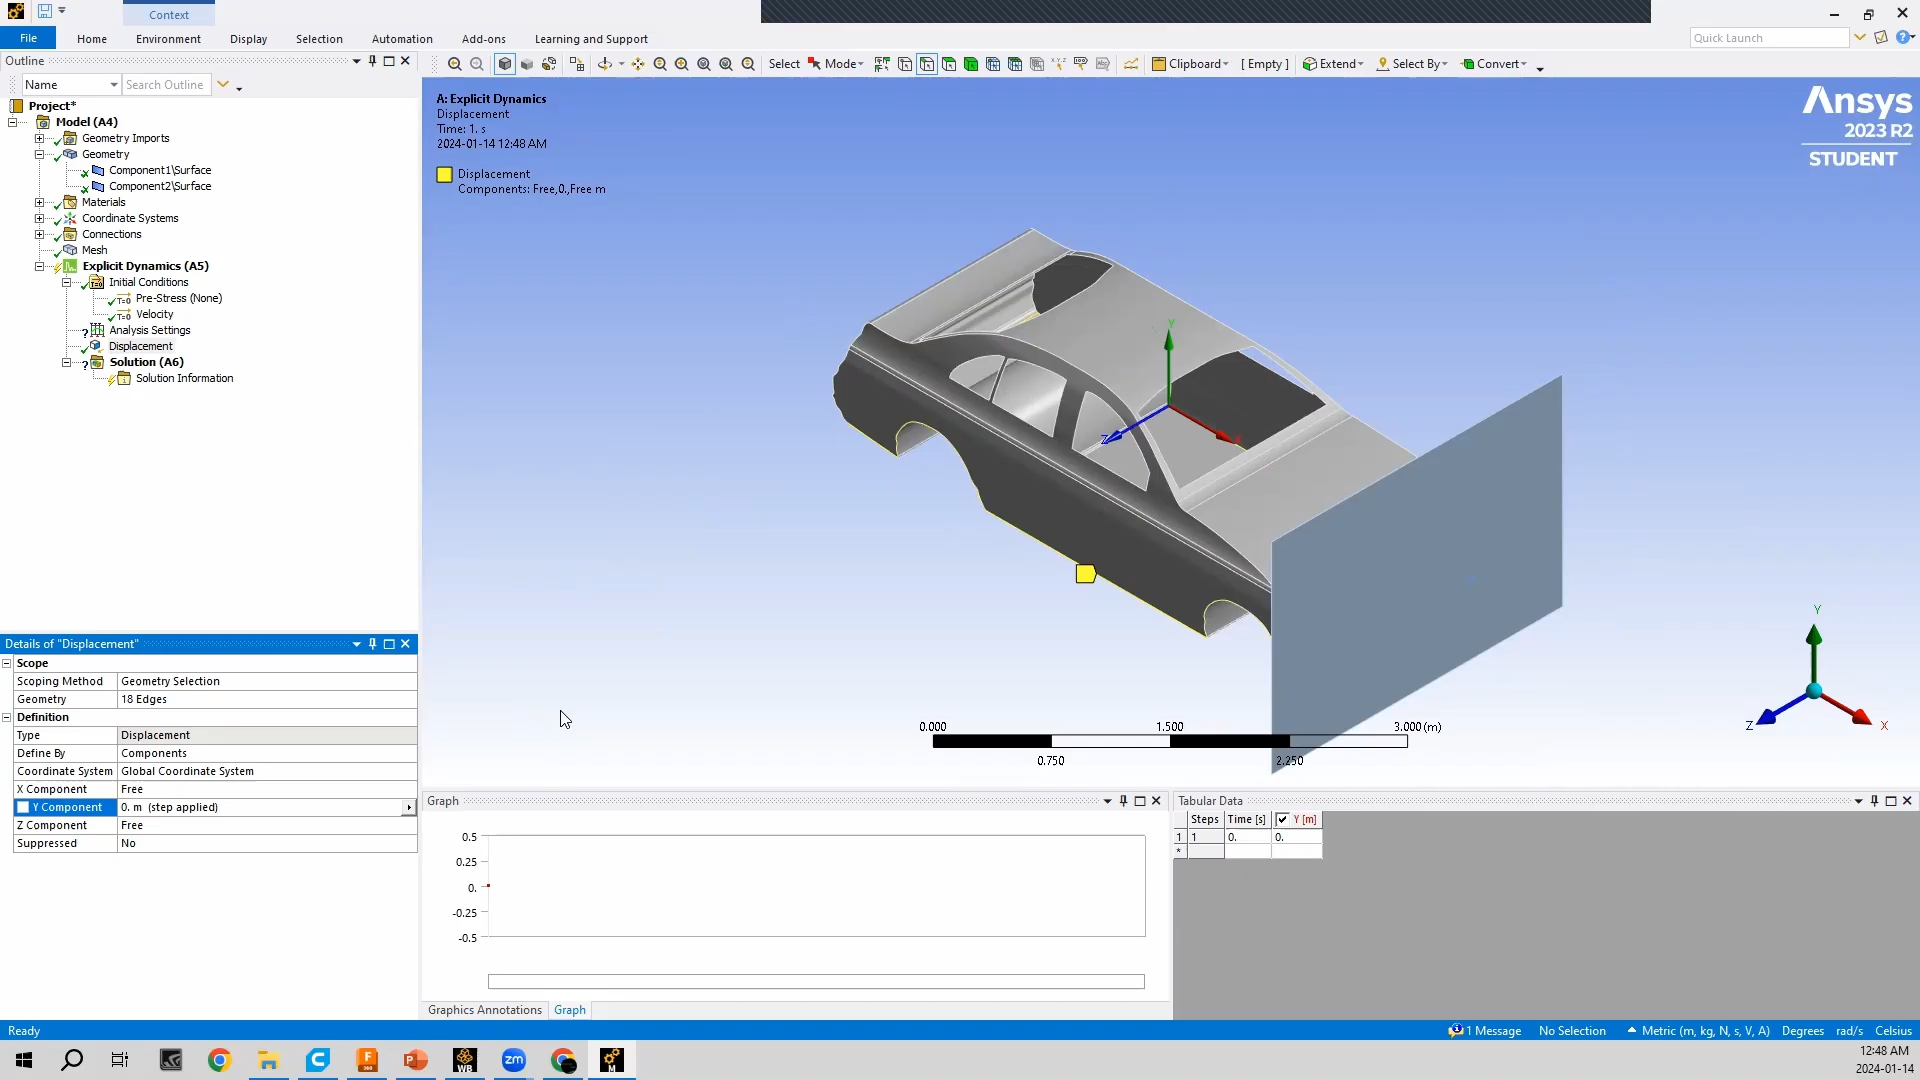 Context
File
Home
Environment
Display
Selection
Automation
Add-ons
Learning and Support
Quick Launch
Outline
Name
Search Outline
Select
Mode
Clipboard
[ Empty ]
Extend
Select By
Convert
Project*
Model (A4)
Geometry Imports
Geometry
Component1\Surface
Component2\Surface
Materials
Coordinate Systems
Connections
Mesh
Explicit Dynamics (A5)
Initial Conditions
Pre-Stress (None)
Velocity
Analysis Settings
Displacement
Solution (A6)
Solution Information
A: Explicit Dynamics
Displacement
Time: 1. s
2024-01-14 12:48 AM
Displacement
Components: Free,0.,Free m
Ansys
2023 R2
STUDENT
Y
Z
X
0.000
1.500
3.000 (m)
0.750
2.250
Y
Z
X
Details of "Displacement"
Scope
Scoping Method Geometry Selection
Geometry 18 Edges
Definition
Type Displacement
Define By Components
Coordinate System Global Coordinate System
X Component Free
Y Component 0. m (step applied)
Z Component Free
Suppressed No
Graph
0.5
0.25
0.
-0.25
-0.5
Graphics Annotations
Graph
Tabular Data
Steps Time [s] Y [m]
1 1 0. 0.
*
Ready
1 Message
No Selection
Metric (m, kg, N, s, V, A)
Degrees
rad/s
Celsius
F
360
P
WB
zm
M
12:48 AM
2024-01-14